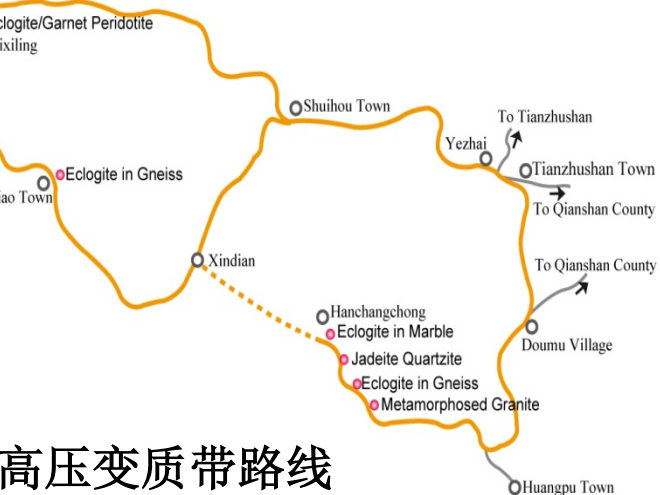 clogite/Garnet Peridotite
ixiling
Shuihou Town
To Tianzhushan
Yezhai
Tianzhushan Town
Eclogite in Gneiss
iao Town
To Qianshan County
Xindian
To Qianshan County
Hanchangchong
Eclogite in Marble
Doumu Village
Jadeite Quartzite
Eclogite in Gneiss
Metamorphosed Granite
高压变质带路线
Huangpu Town